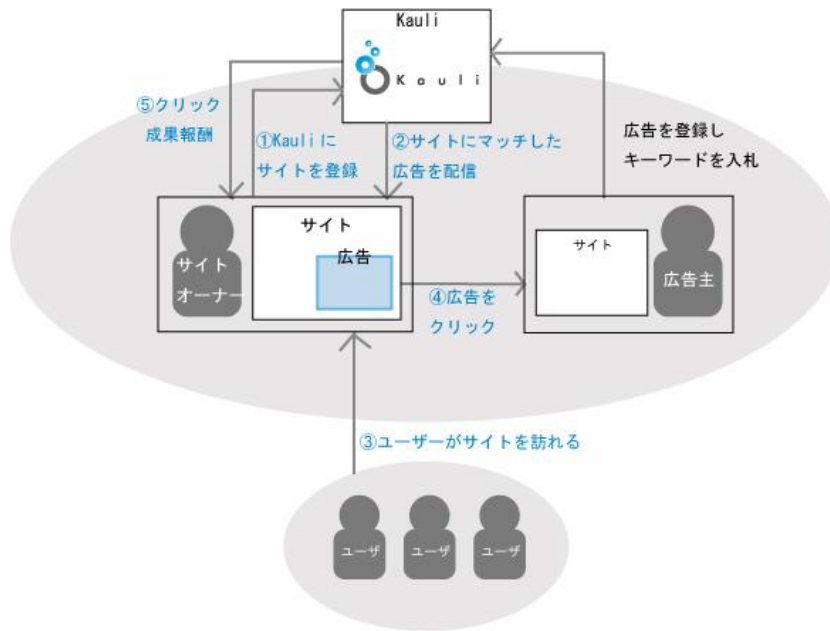 Kauli
Kauli
⑤クリック
成果報酬
①Kauliに
サイトを登録
②サイトにマッチした
広告を配信
広告を登録し
キーワードを入札
サイト
オーナー
サイト
広告
④広告を
クリック
サイト
広告主
③ユーザーがサイトを訪れる
ユーザ
ユーザ
ユーザ